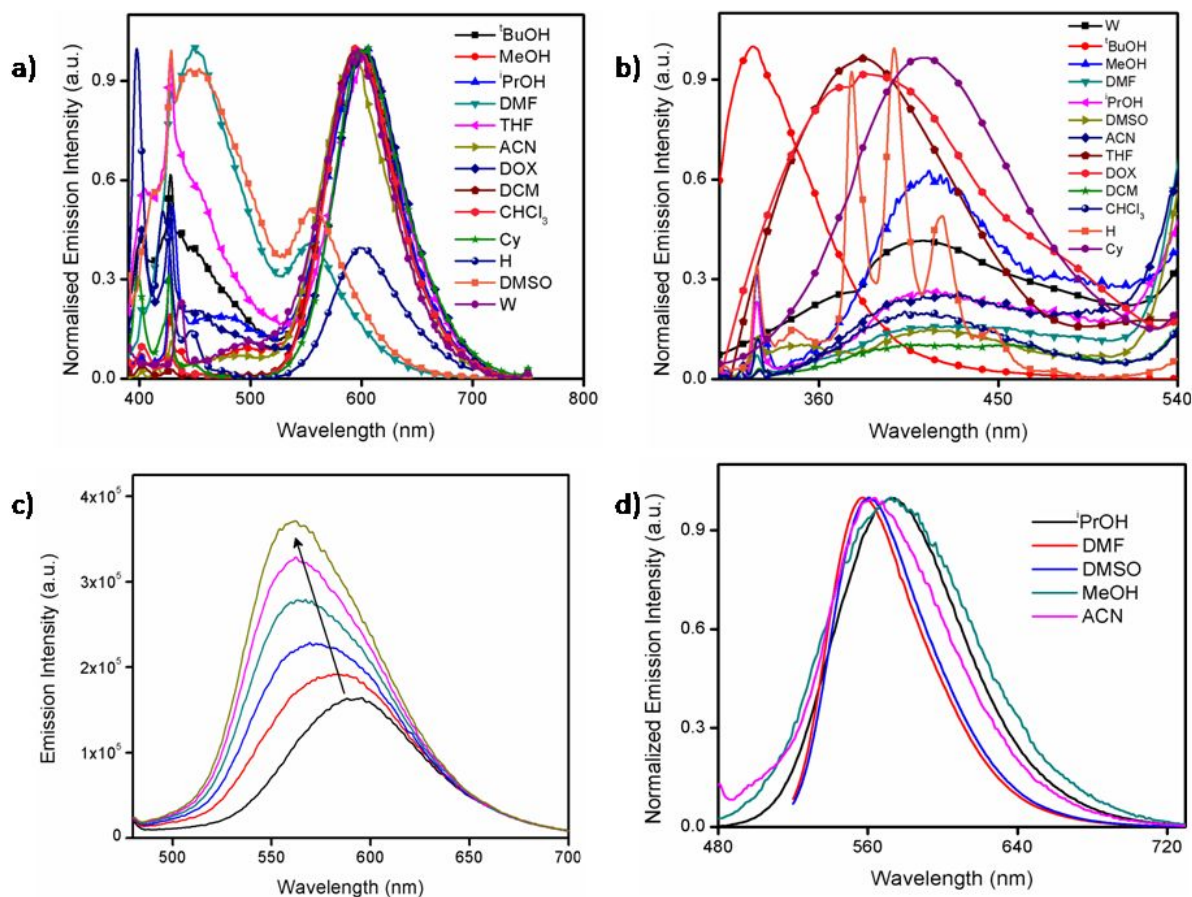 a)
Normalised Emission Intensity (a.u.)
0.9
0.6
0.3
0.0
400 500 600 700 800
Wavelength (nm)
ᵗBuOH
MeOH
ⁱPrOH
DMF
THF
ACN
DOX
DCM
CHCl₃
Cy
H
DMSO
W
b)
Normalised Emission Intensity (a.u.)
0.9
0.6
0.3
0.0
360 450 540
Wavelength (nm)
W
ᵗBuOH
MeOH
DMF
ⁱPrOH
DMSO
ACN
THF
DOX
DCM
CHCl₃
H
Cy
c)
Emission Intensity (a.u.)
4x10⁵
3x10⁵
2x10⁵
1x10⁵
0
500 550 600 650 700
Wavelength (nm)
d)
Normalized Emission Intensity (a.u.)
0.9
0.6
0.3
0.0
480 560 640 720
Wavelength (nm)
ⁱPrOH
DMF
DMSO
MeOH
ACN